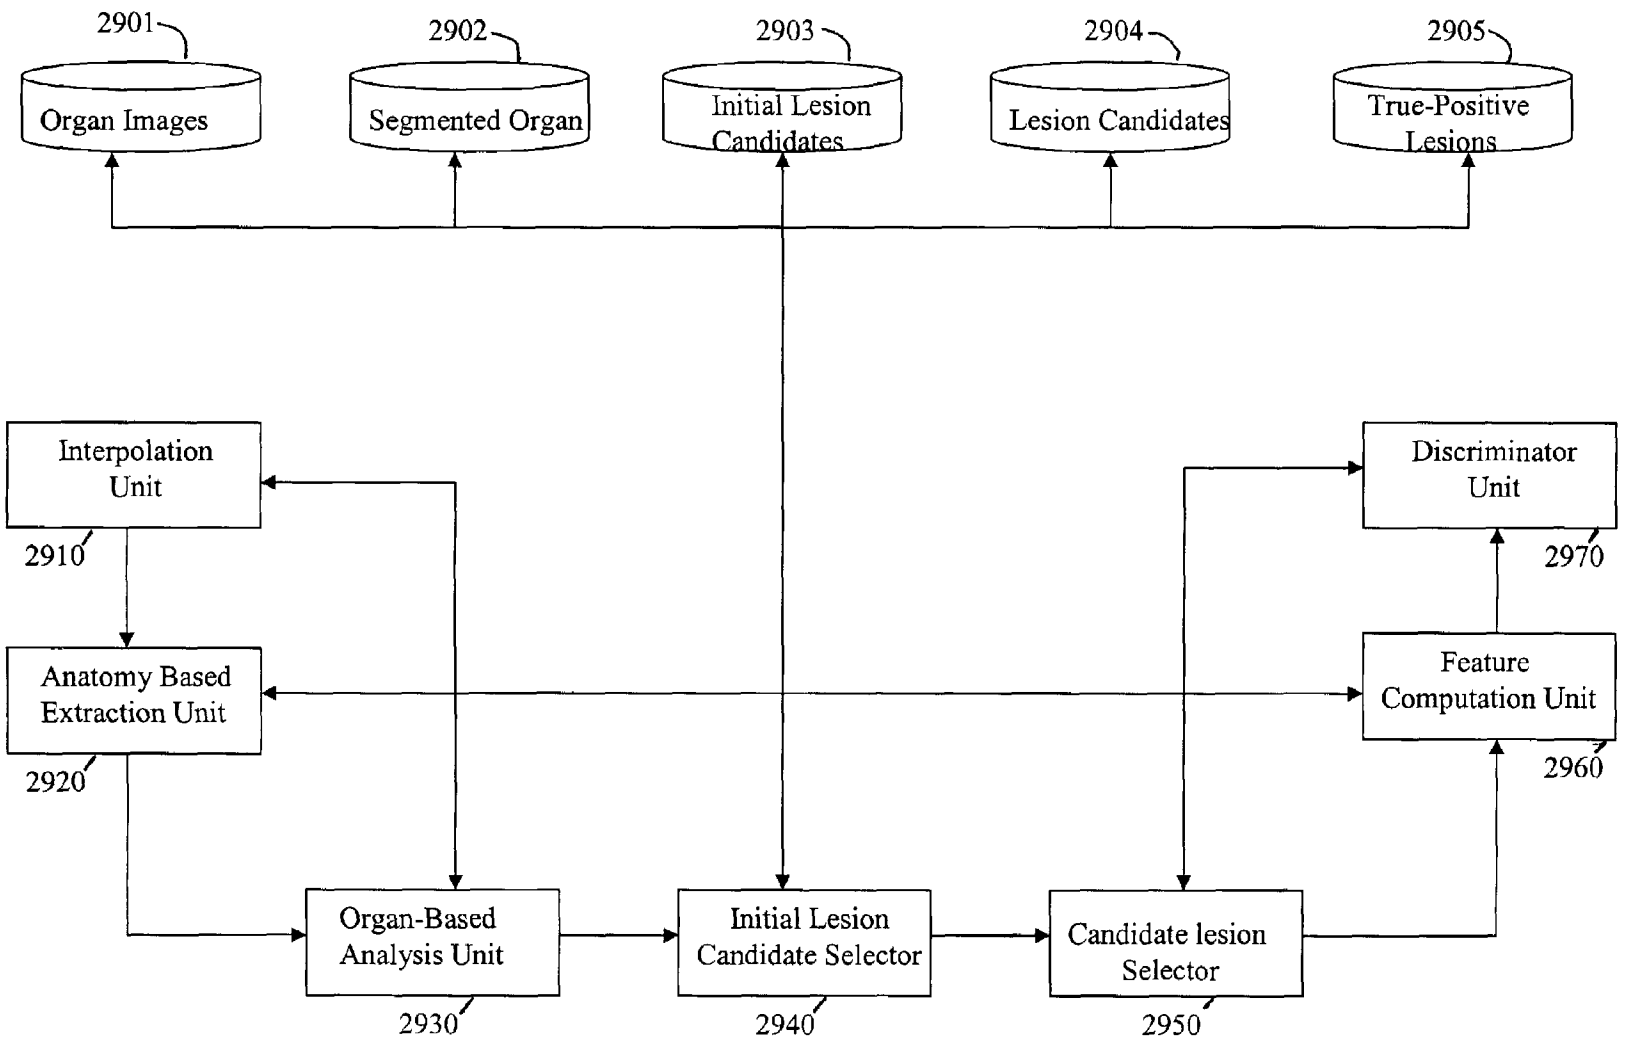 2901
2902
2903
2904
2905
Organ Images
Segmented Organ
Initial Lesion
Candidates
Lesion Candidates
True-Positive
Lesions
Interpolation
Unit
2910
Discriminator
Unit
2970
Anatomy Based
Extraction Unit
2920
Feature
Computation Unit
2960
Organ-Based
Analysis Unit
2930
Initial Lesion
Candidate Selector
2940
Candidate lesion
Selector
2950